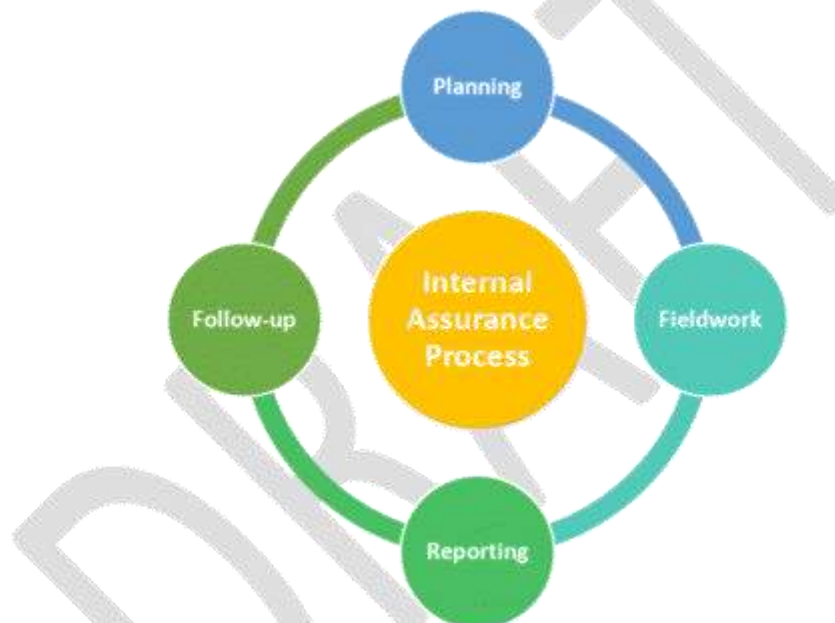 Planning
Internal
Assurance
Process
Follow-up
Fieldwork
Reporting
DRAFT